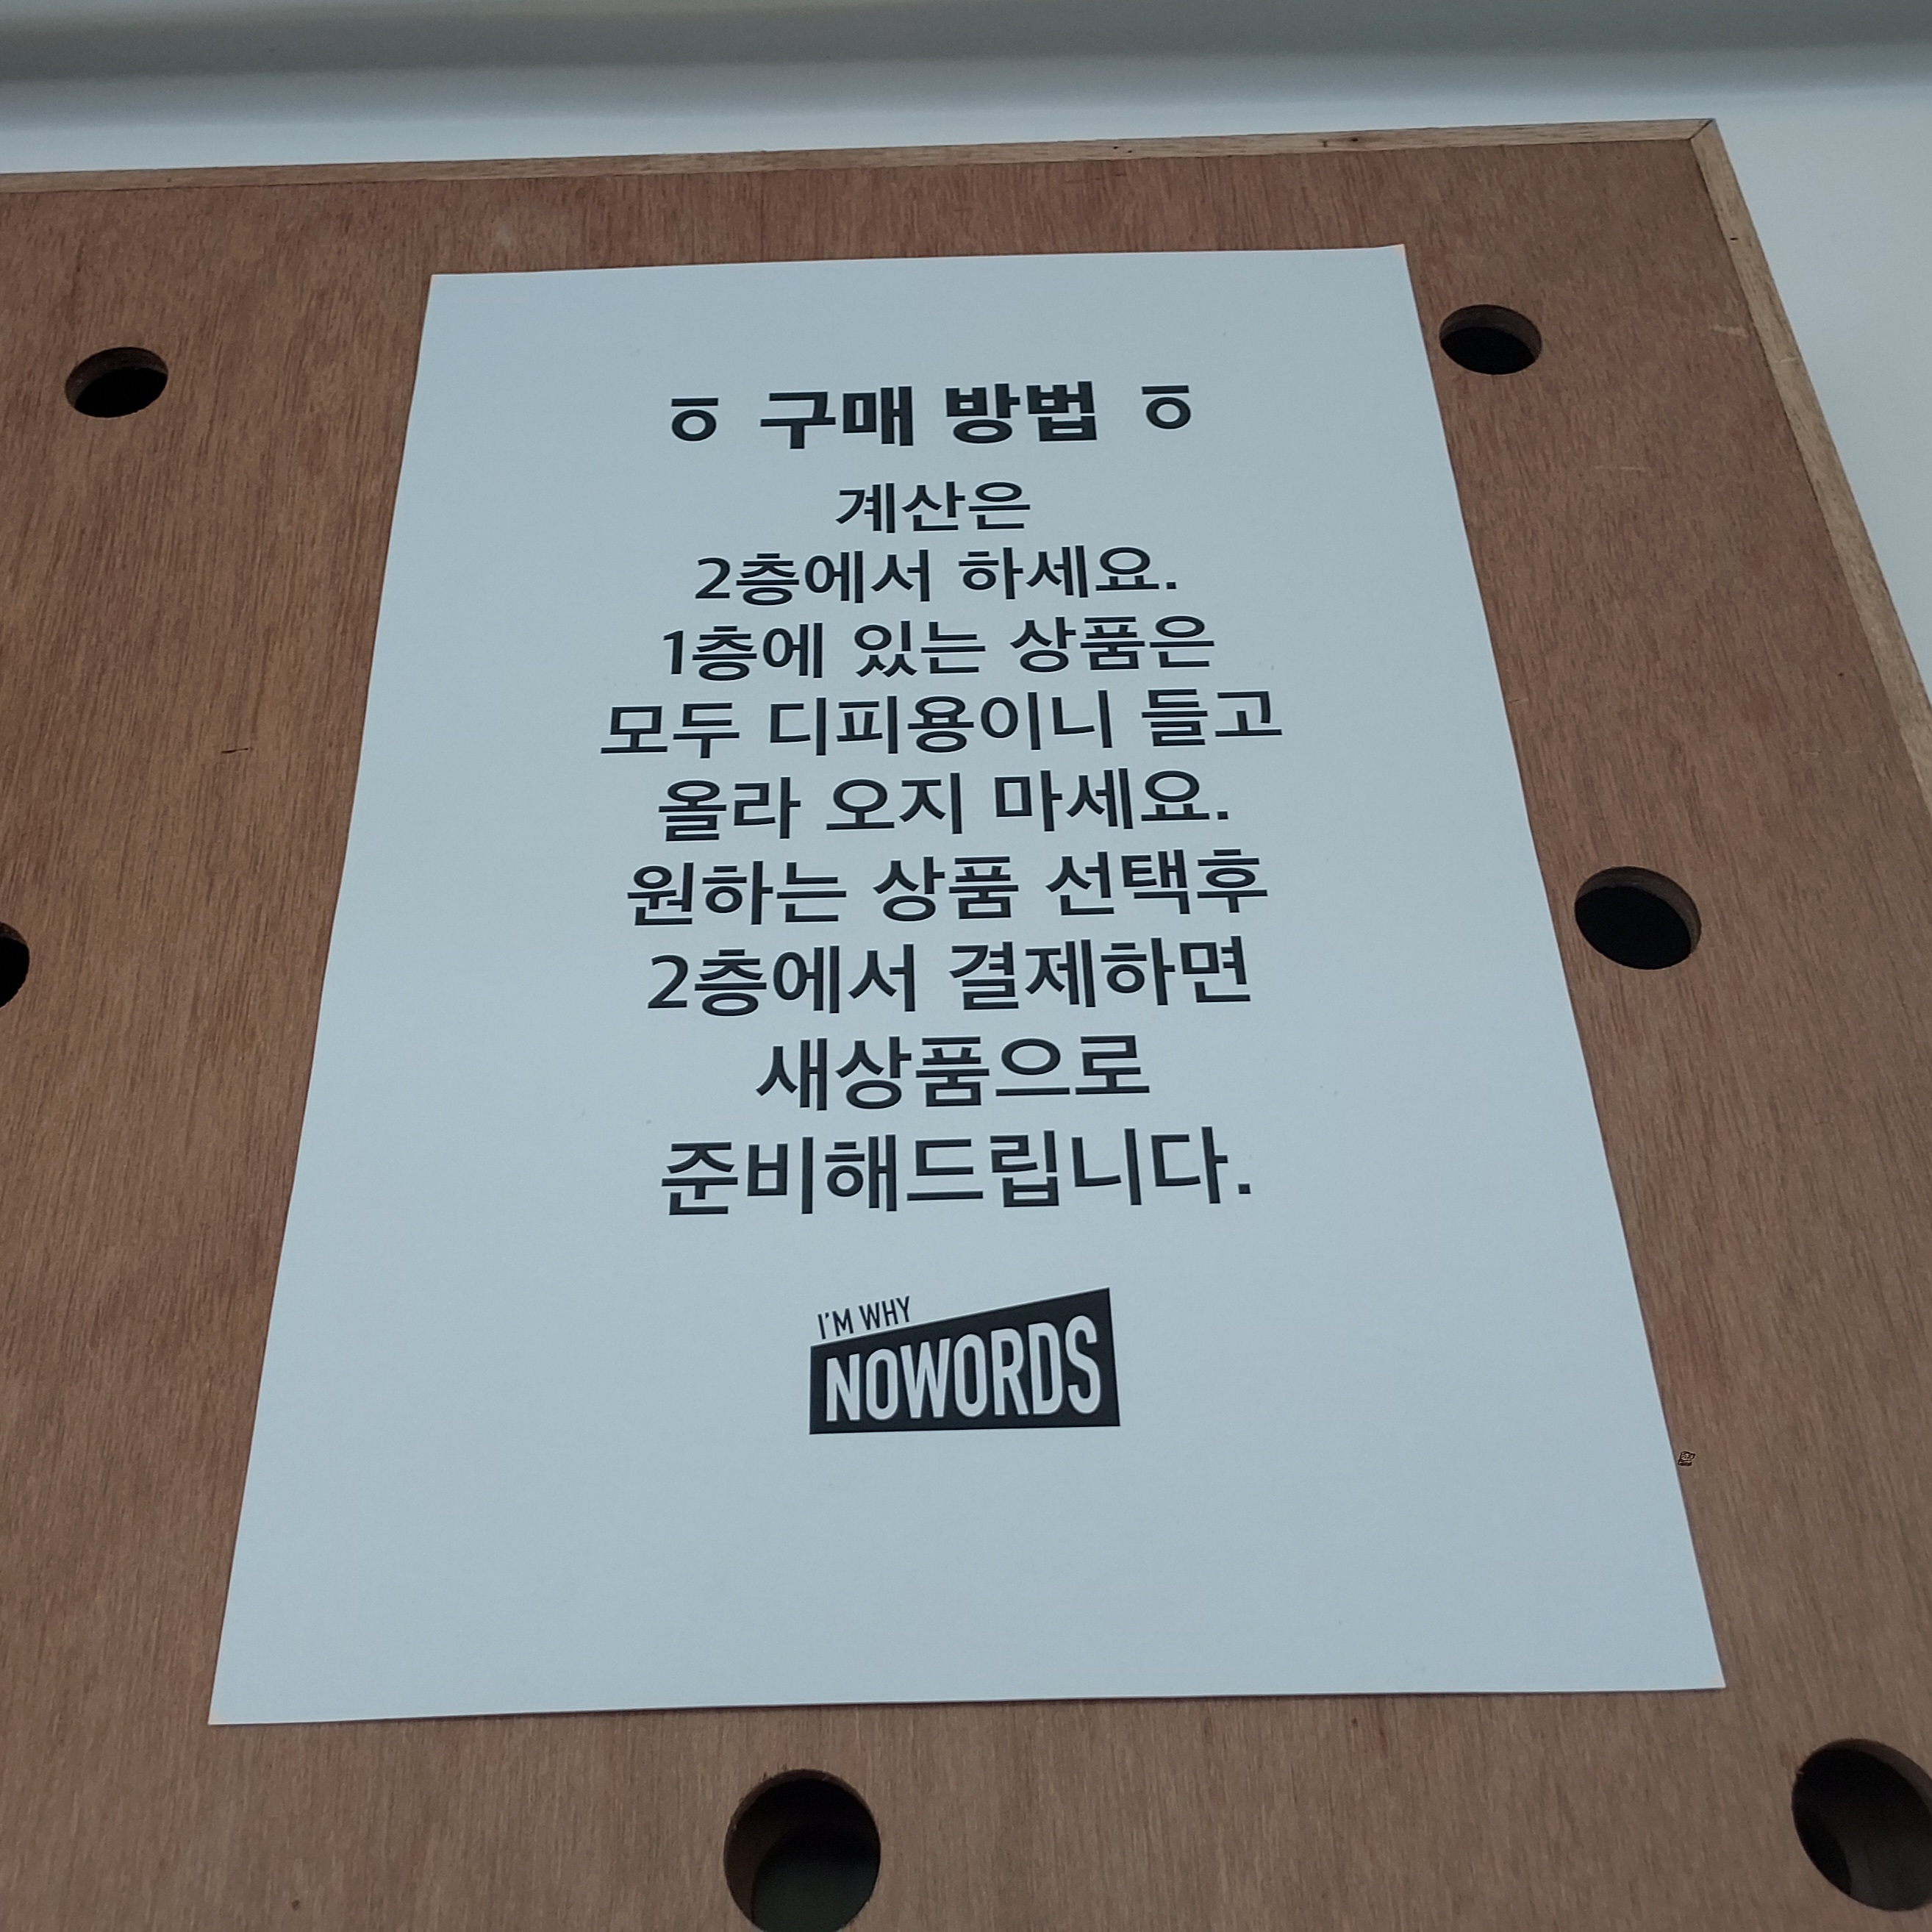 ㅎ 구매 방법 ㅎ
계산은
2층에서 하세요.
1층에 있는 상품은
모두 디피용이니 들고
올라 오지 마세요.
원하는 상품 선택후
2층에서 결제하면
새상품으로
준비해드립니다.
I'M WHY
NOWORDS